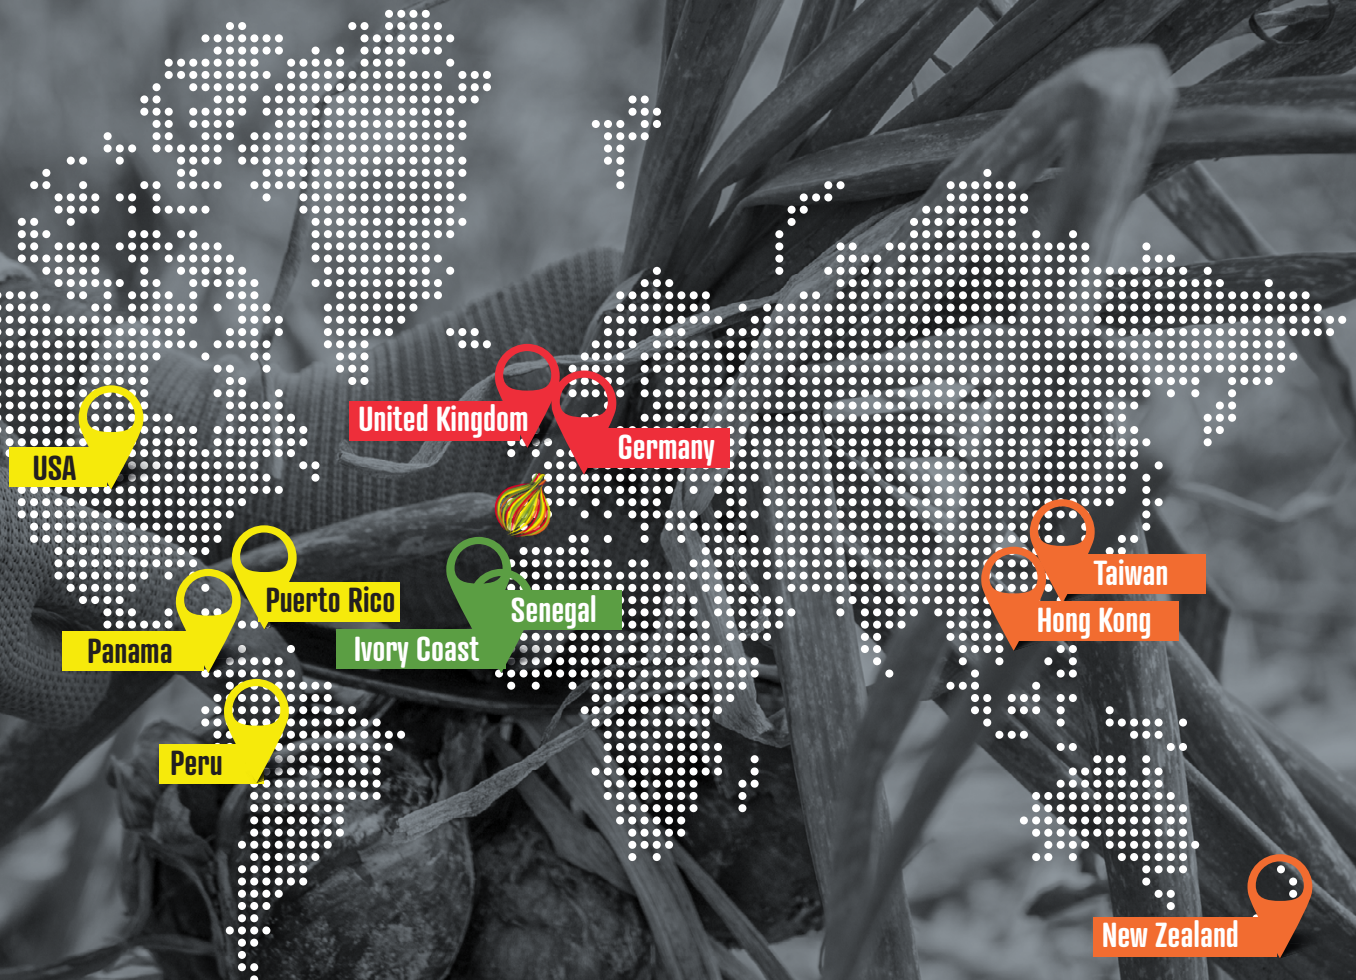 United Kingdom
Germany
USA
Taiwan
Puerto Rico
Senegal
Hong Kong
Panama
Ivory Coast
Peru
New Zealand